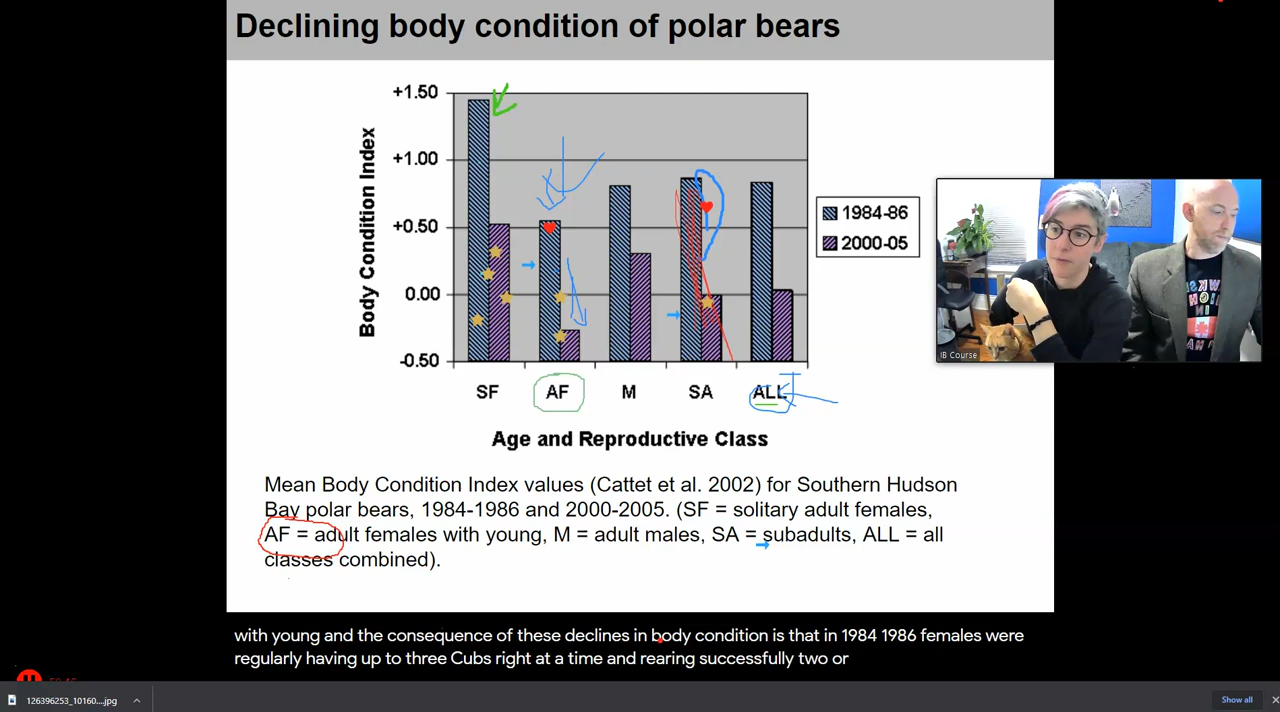 Declining body condition of polar bears
+1.50
+1.00
+0.50
0.00
-0.50
Body Condition Index
SF
AF
M
SA
ALL
Age and Reproductive Class
1984-86
2000-05
IB Course
Mean Body Condition Index values (Cattet et al. 2002) for Southern Hudson
Bay polar bears, 1984-1986 and 2000-2005. (SF = solitary adult females,
AF = adult females with young, M = adult males, SA = subadults, ALL = all
classes combined).
with young and the consequence of these declines in body condition is that in 1984 1986 females were
regularly having up to three Cubs right at a time and rearing successfully two or
126396253_10160....jpg
Show all